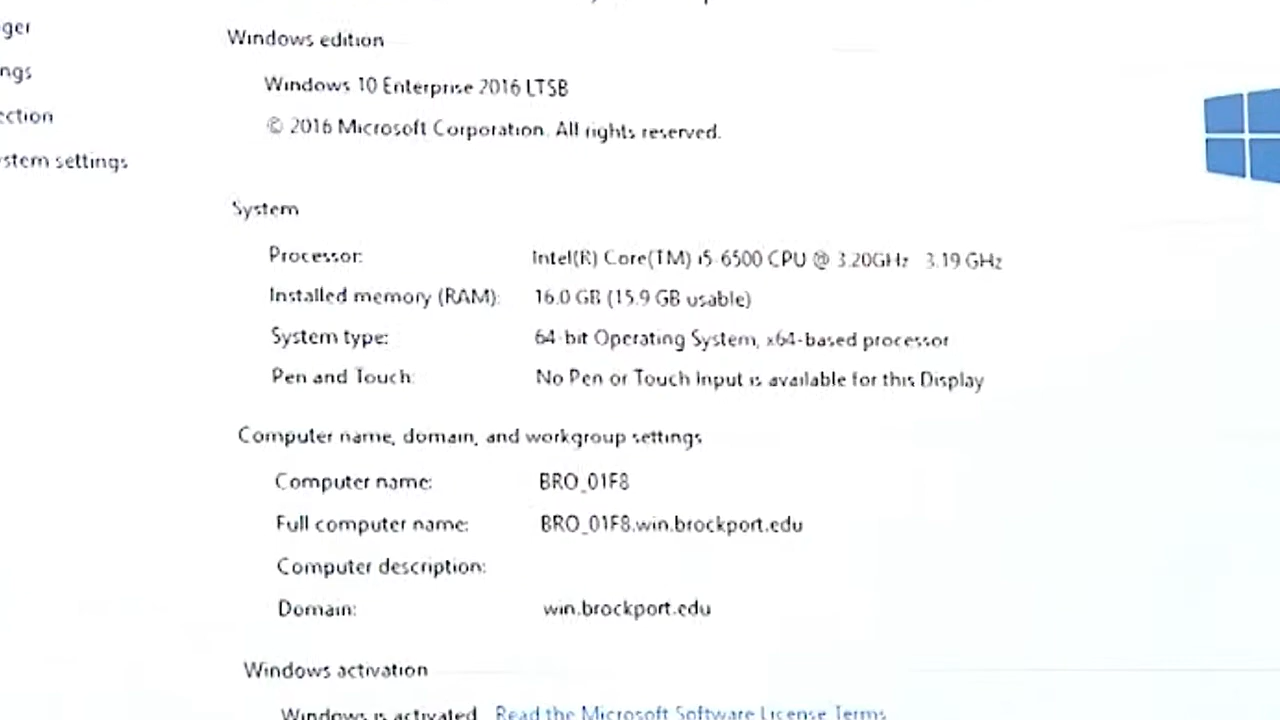 ger
Windows edition
Windows 10 Enterprise 2016 LTSB
ngs
ection
© 2016 Microsoft Corporation. All rights reserved.
ystem settings
System
Processor: Intel(R) Core(TM) i5-6500 CPU @ 3.20GHz 3.19 GHz
Installed memory (RAM): 16.0 GB (15.9 GB usable)
System type: 64-bit Operating System, x64-based processor
Pen and Touch: No Pen or Touch Input is available for this Display
Computer name, domain, and workgroup settings
Computer name: BRO_01F8
Full computer name: BRO_01F8.win.brockport.edu
Computer description:
Domain: win.brockport.edu
Windows activation
Windows is activated Read the Microsoft Software License Terms